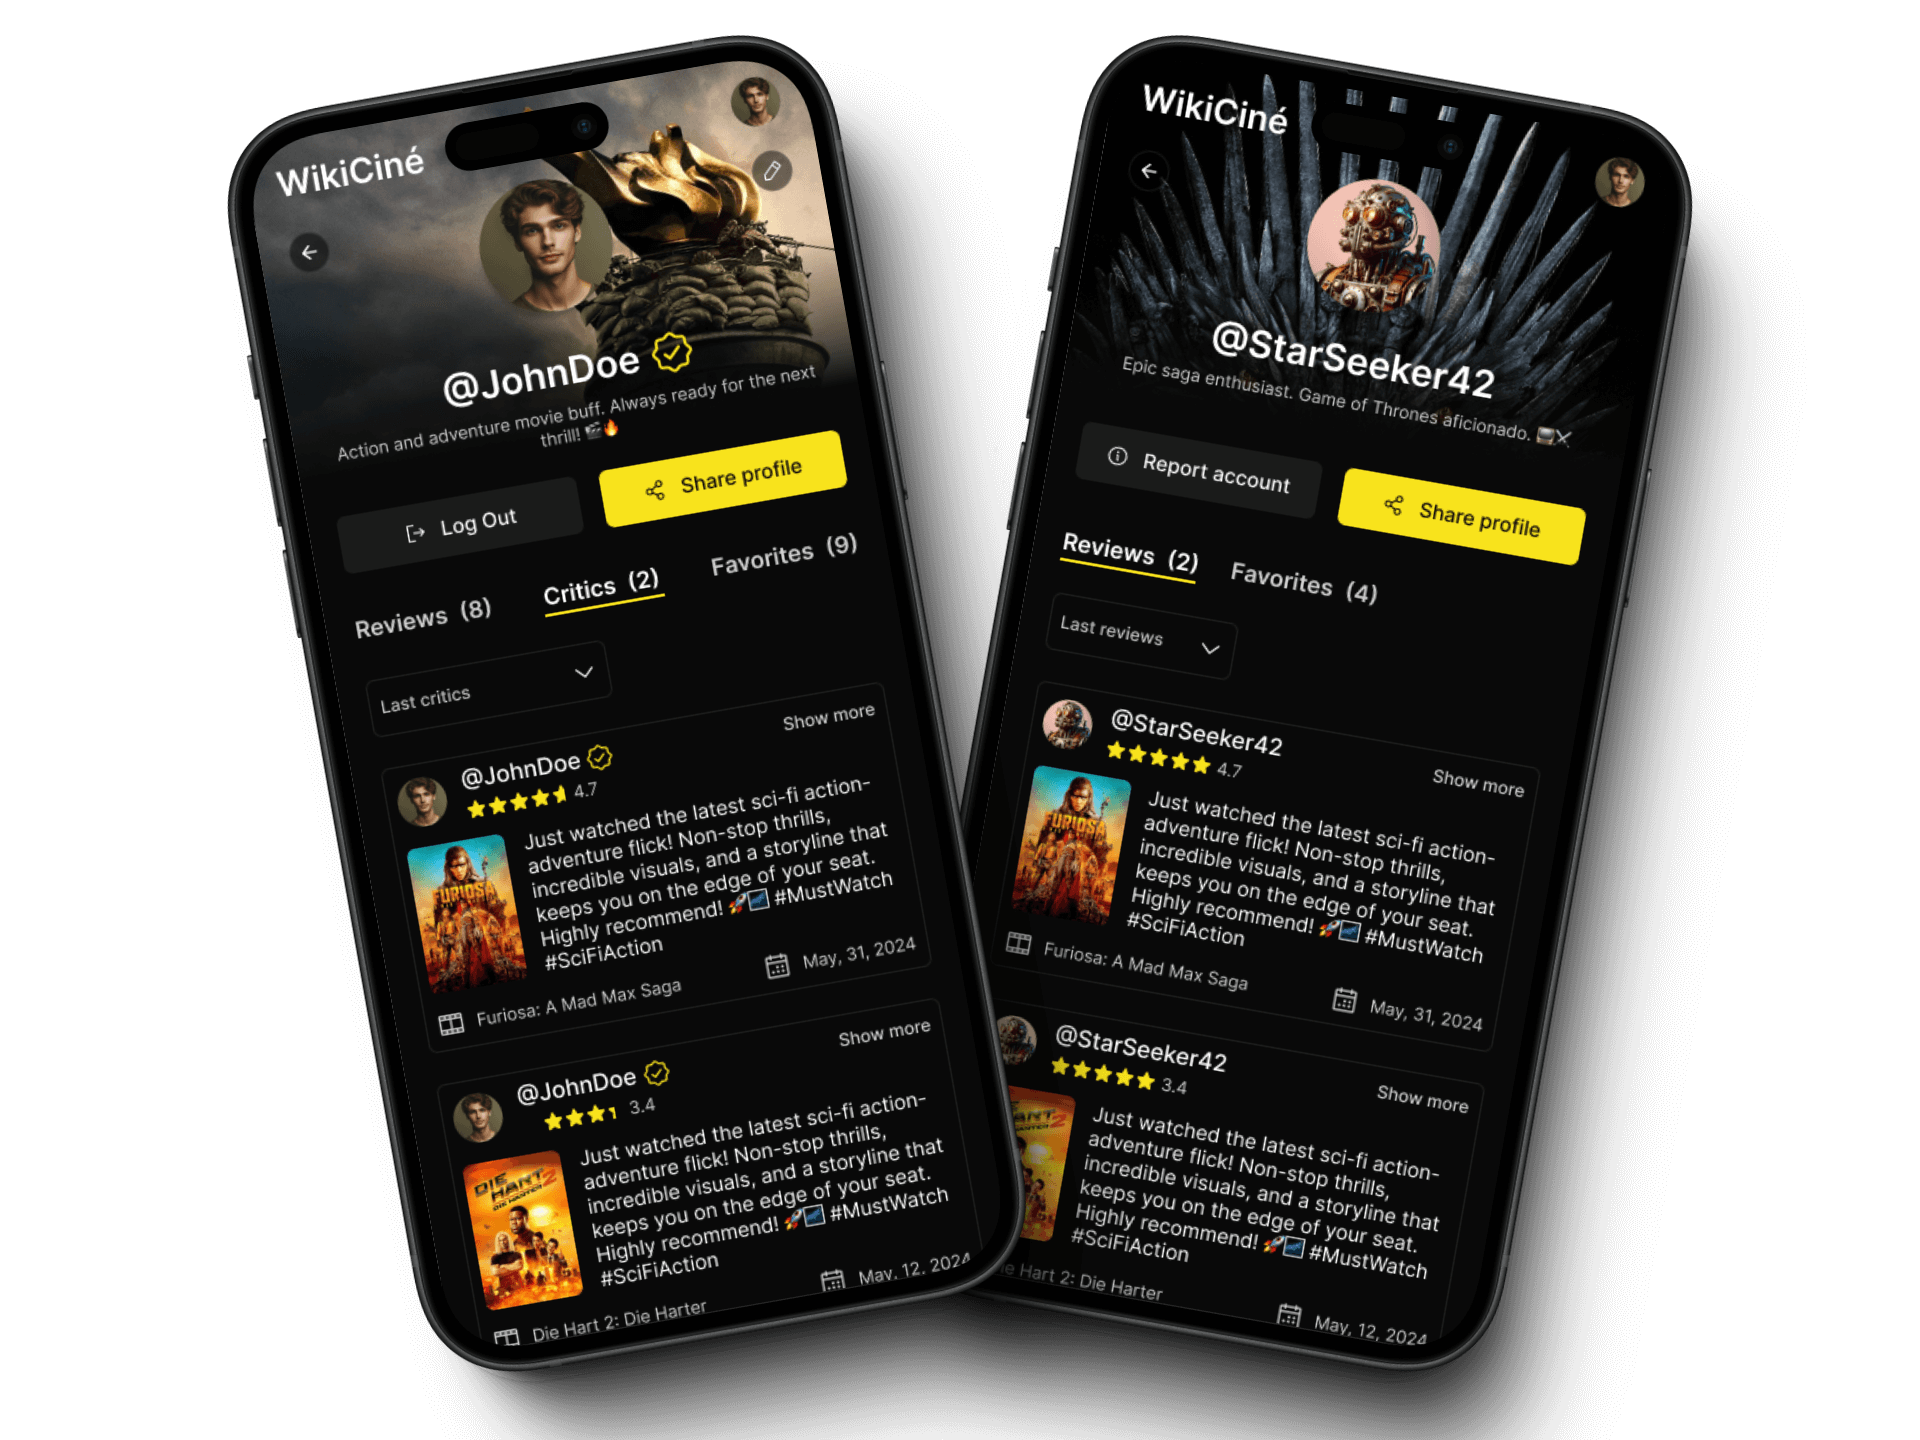 WikiCiné
@JohnDoe
Action and adventure movie buff. Always ready for the next
thrill! 🎬🔥
Log Out
Share profile
Reviews (8)
Critics (2)
Favorites (9)
Last critics
@JohnDoe
Show more
4.7
FURIOSA
Just watched the latest sci-fi action-
adventure flick! Non-stop thrills,
incredible visuals, and a storyline that
keeps you on the edge of your seat.
Highly recommend! 🚀🌌 #MustWatch
#SciFiAction
Furiosa: A Mad Max Saga
May, 31, 2024
@JohnDoe
Show more
3.4
DIE
HART 2
DIE HARTER
Just watched the latest sci-fi action-
adventure flick! Non-stop thrills,
incredible visuals, and a storyline that
keeps you on the edge of your seat.
Highly recommend! 🚀🌌 #MustWatch
#SciFiAction
Die Hart 2: Die Harter
May, 12, 2024
WikiCiné
@StarSeeker42
Epic saga enthusiast. Game of Thrones aficionado.
Report account
Share profile
Reviews (2)
Favorites (4)
Last reviews
@StarSeeker42
Show more
4.7
FURIOSA
Just watched the latest sci-fi action-
adventure flick! Non-stop thrills,
incredible visuals, and a storyline that
keeps you on the edge of your seat.
Highly recommend! 🚀🌌 #MustWatch
#SciFiAction
Furiosa: A Mad Max Saga
May, 31, 2024
@StarSeeker42
Show more
3.4
ART 2
HARTER
Just watched the latest sci-fi action-
adventure flick! Non-stop thrills,
incredible visuals, and a storyline that
keeps you on the edge of your seat.
Highly recommend! 🚀🌌 #MustWatch
#SciFiAction
ie Hart 2: Die Harter
May, 12, 2024